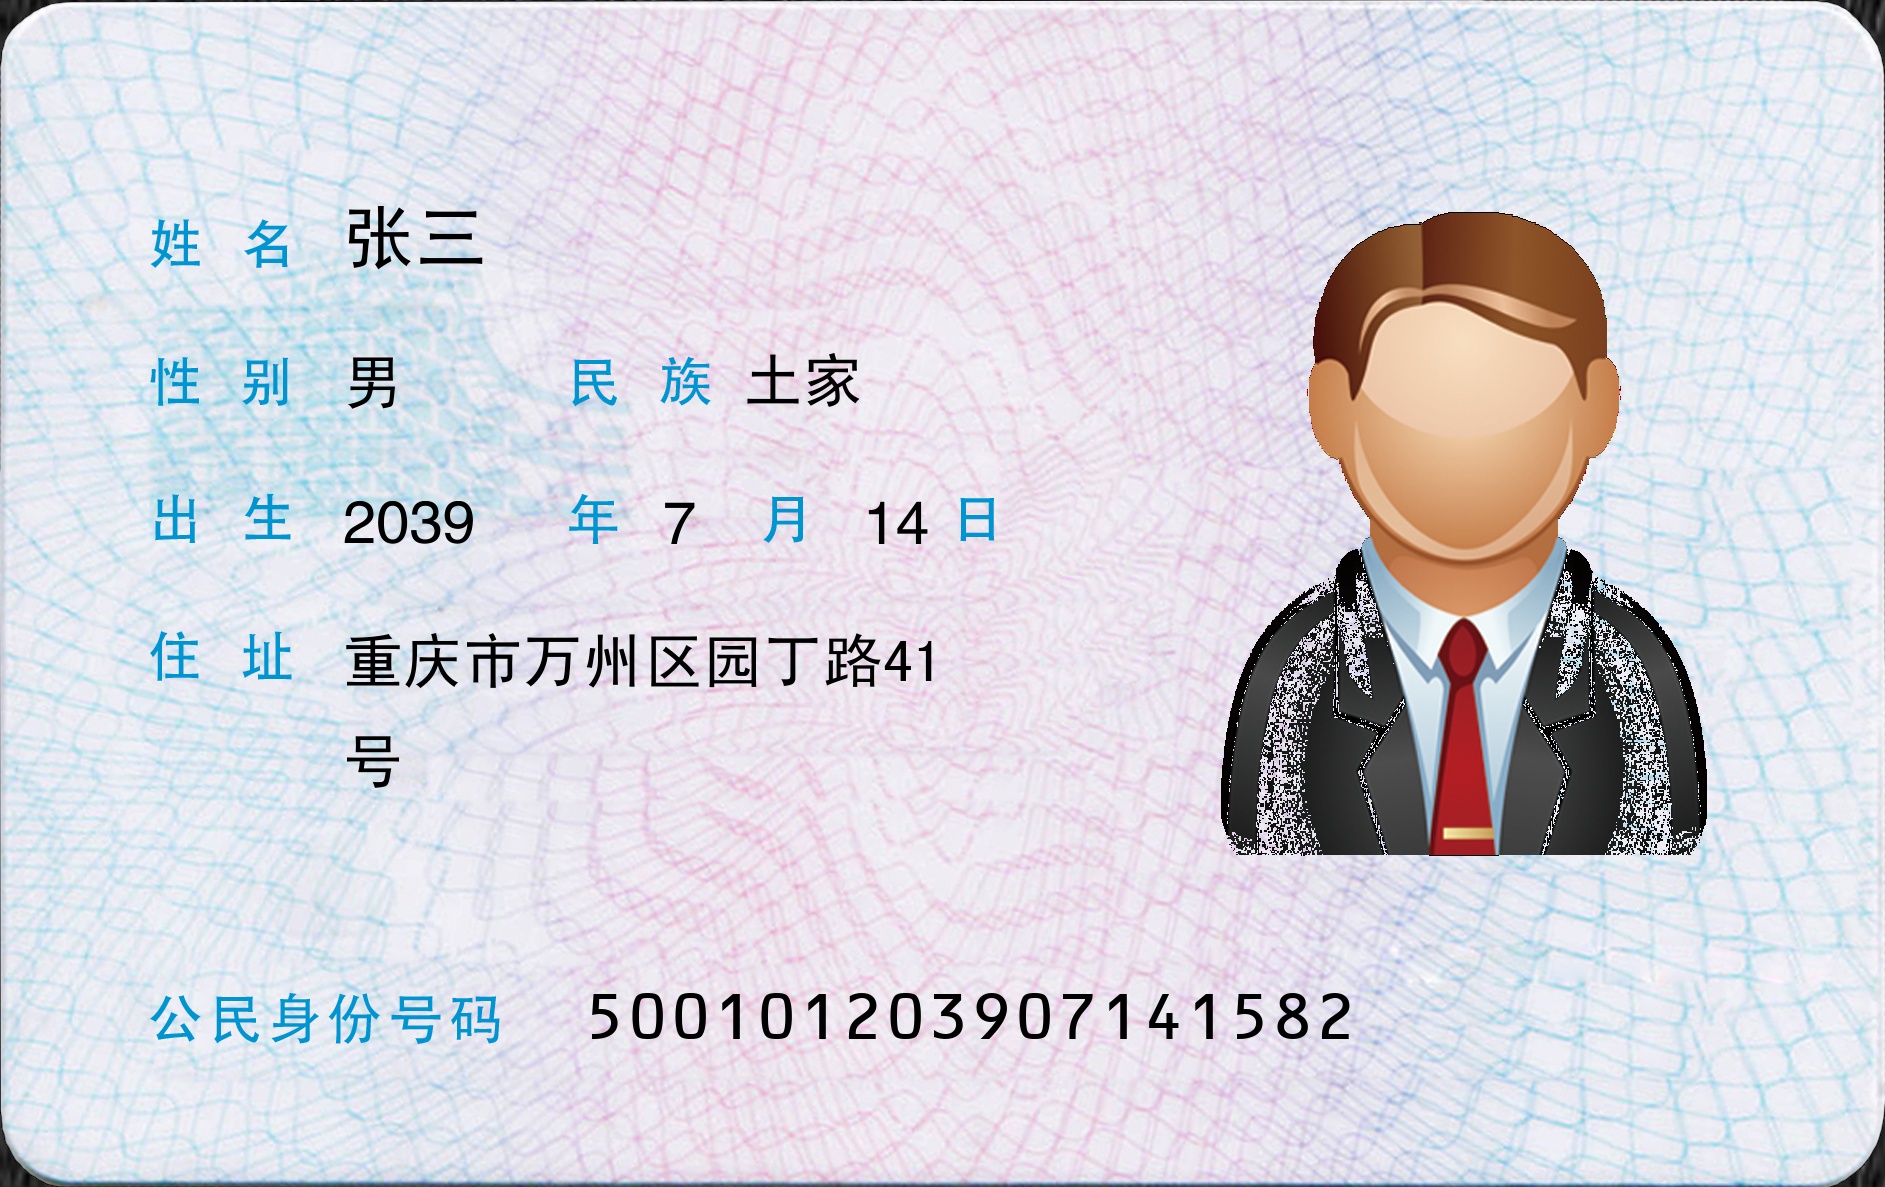 姓名 张三
性别 男 民族 土家
出生 2039 年 7 月 14 日
住址 重庆市万州区园丁路41
号
公民身份号码 500101203907141582